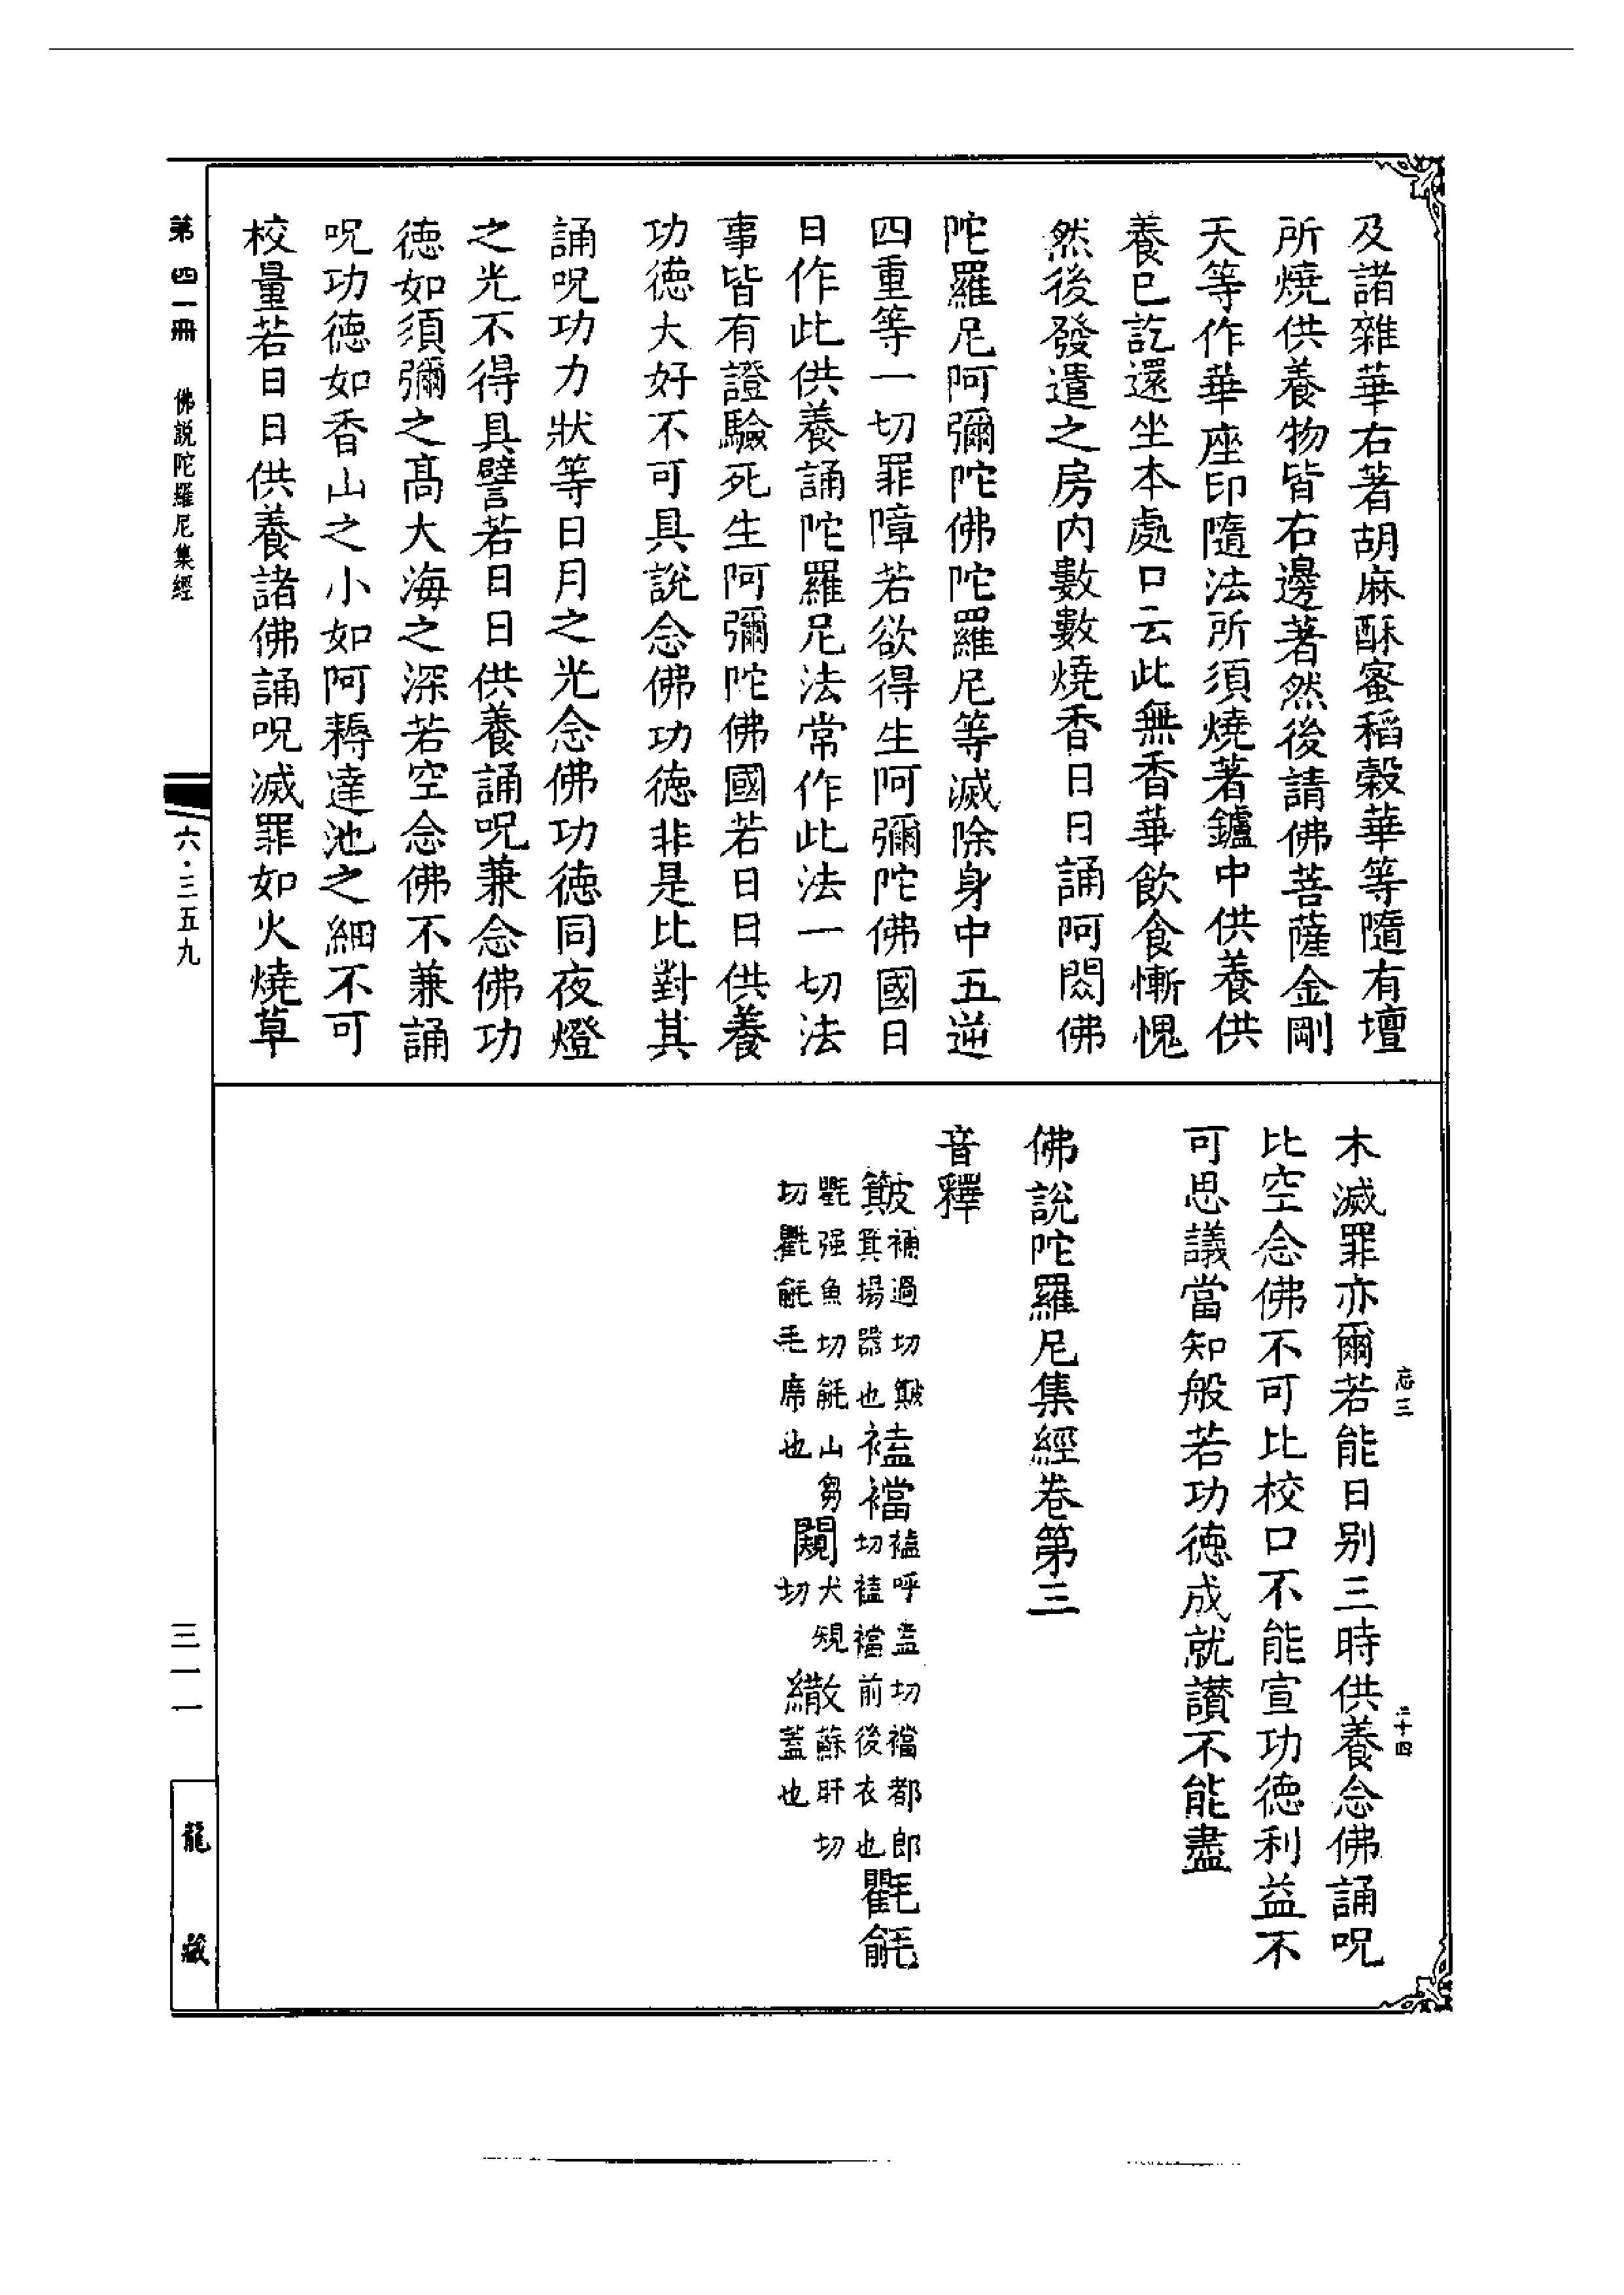 及諸雜華右著胡麻酥蜜稻穀華等隨有壇
所燒供養物皆右邊著然後請佛菩薩金剛
天等作華座印隨法所須燒著鑪中供養供
養已訖還坐本處口云此無香華飲食慚愧
然後發遣之房内數數燒香日日誦阿閦佛
陀羅尼阿彌陀佛陀羅尼等滅除身中五逆
四重等一切罪障若欲得生阿彌陀佛國日
日作此供養誦陀羅尼法常作此法一切法
事皆有證驗死生阿彌陀佛國若日日供養
功德大好不可具說念佛功德非是比對其
誦呪功力狀等日月之光念佛功德同夜燈
之光不得具譬若日日供養誦呪兼念佛功
德如須彌之高大海之深若空念佛不兼誦
呪功德如香山之小如阿耨達池之細不可
校量若日日供養諸佛誦呪滅罪如火燒草
木滅罪亦爾若能日别三時供養念佛誦呪
比空念佛不可比校口不能宣功德利益不
可思議當知般若功德成就讃不能盡
佛說陀羅尼集經卷第三
音釋
簸補過切簸箕揚器也
𧛾襠𧛾呼盍切襠都郎切𧛾襠前後衣也
氍毹氍强魚切毹山芻切氍毹毛席也
闚犬規切
繖蘇旰切蓋也
忘三
二十四
第四一冊
佛說陀羅尼集經
六·三五九
三一一
龍藏